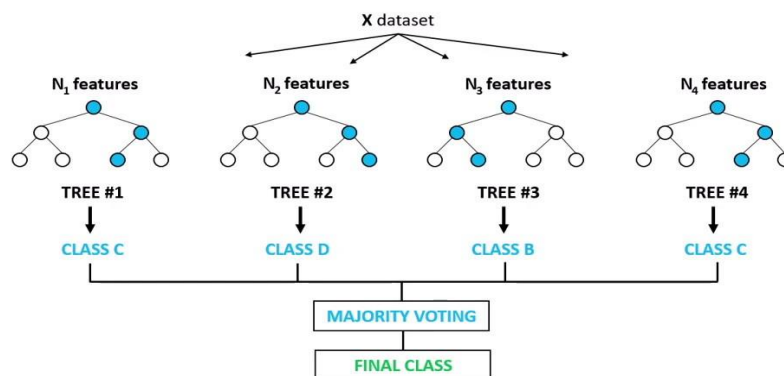 X dataset
N₁ features N₂ features N₃ features N₄ features
TREE #1 TREE #2 TREE #3 TREE #4
CLASS C CLASS D CLASS B CLASS C
MAJORITY VOTING
FINAL CLASS